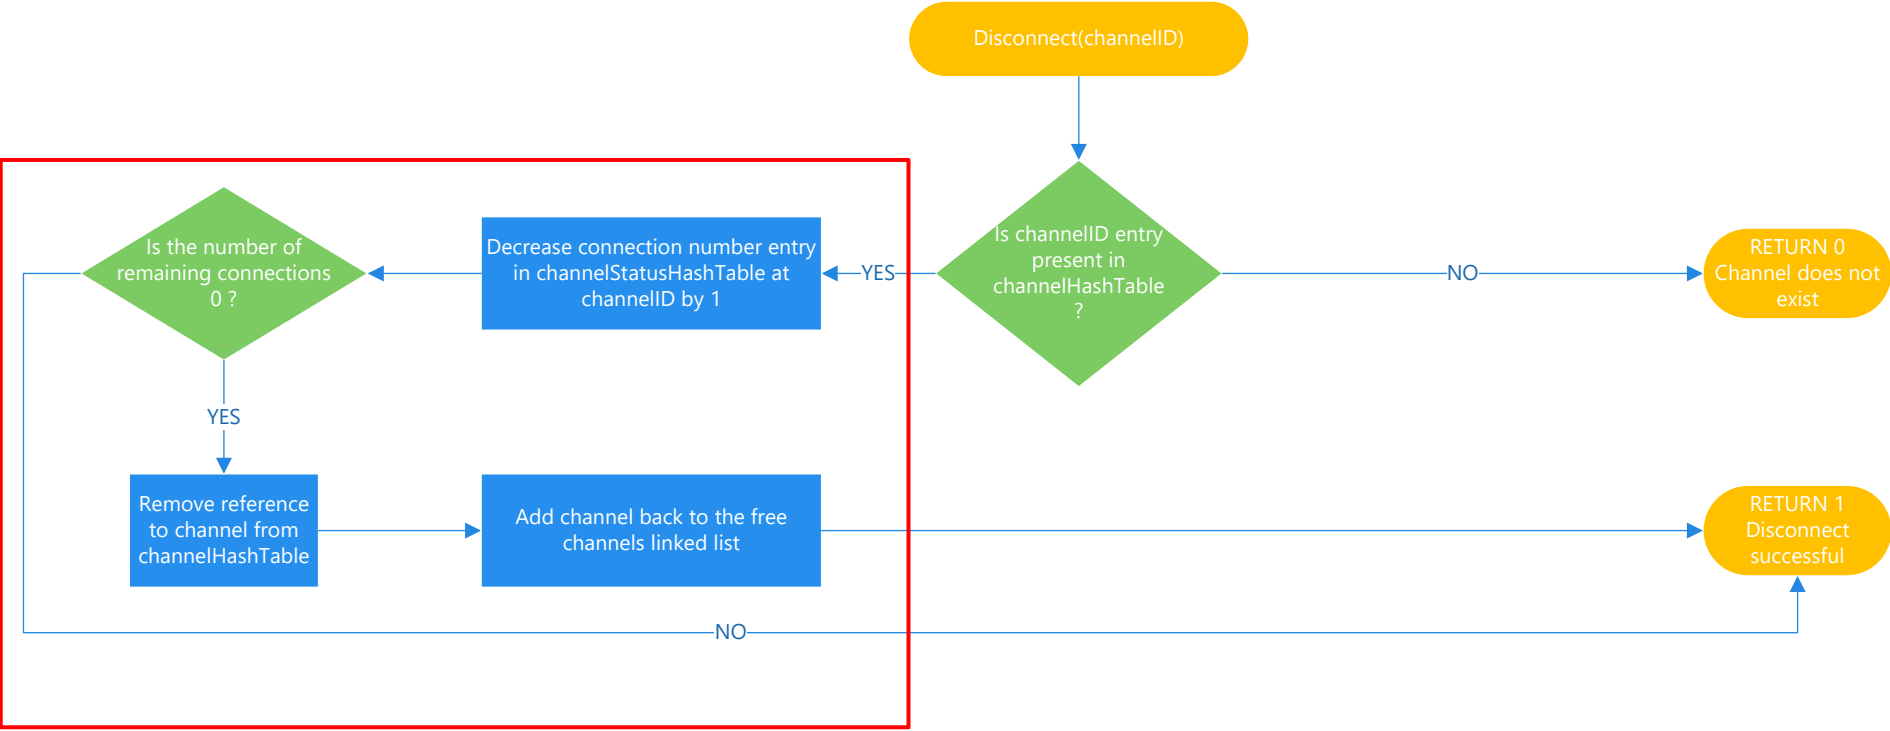 Disconnect(channelID)
Is channelID entry
present in
channelHashTable
?
YES
NO
RETURN 0
Channel does not
exist
Decrease connection number entry
in channelStatusHashTable at
channelID by 1
Is the number of
remaining connections
0 ?
YES
Remove reference
to channel from
channelHashTable
Add channel back to the free
channels linked list
RETURN 1
Disconnect
successful
NO